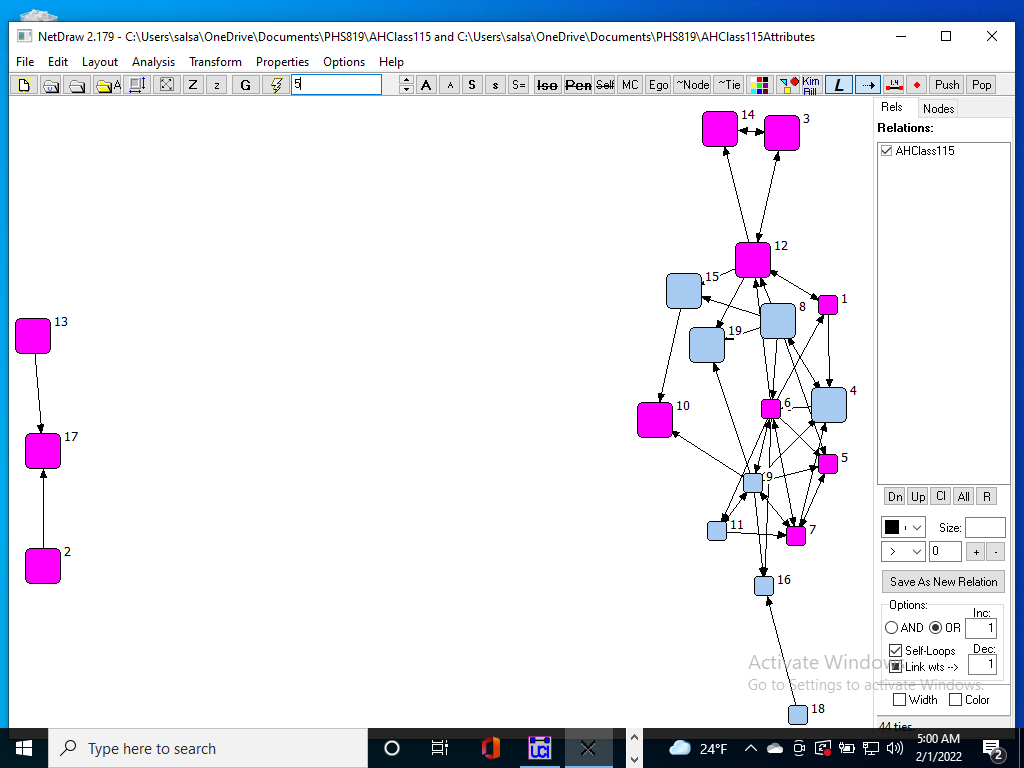 NetDraw 2.179 - C:\Users\salsa\OneDrive\Documents\PHS819\AHClass115 and C:\Users\salsa\OneDrive\Documents\PHS819\AHClass115Attributes
File Edit Layout Analysis Transform Properties Options Help
A Z z G 5 A A S s S= Iso Pen Self MC Ego ~Node ~Tie Kim Fill L Push Pop
Rels Nodes
Relations:
AHClass115
14 3
12
15
1
8
19
13
4
6
10
17
5
9
11
7
2
16
18
Dn Up Cl All R
Size:
> 0 + -
Save As New Relation
Options:
AND OR
Inc:
1
Self-Loops
Dec:
Link wts -->
1
Width Color
44 ties
Activate Windows
Go to Settings to activate Windows.
Type here to search
UCI
24°F
5:00 AM
2/1/2022
2